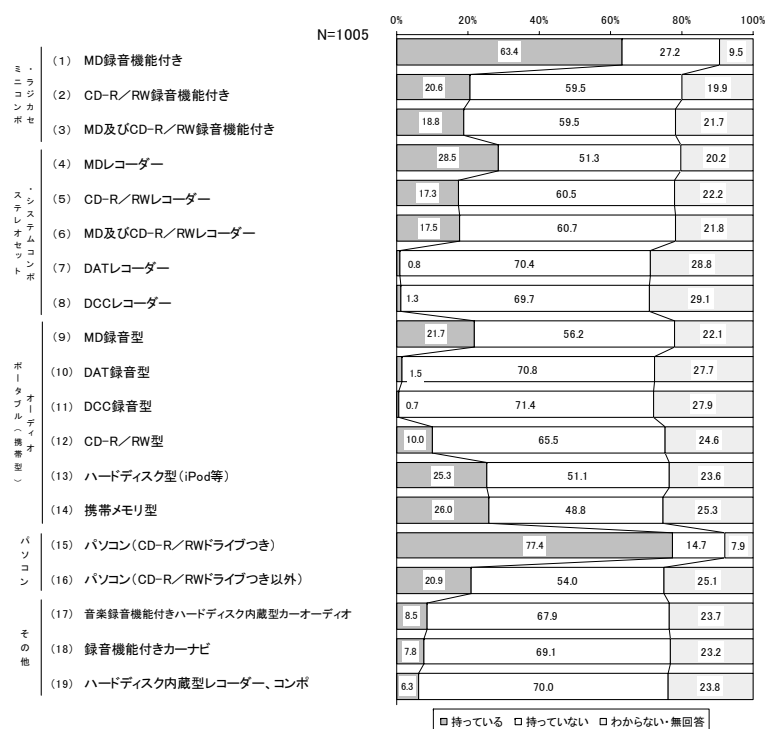 N=1005
0% 20% 40% 60% 80% 100%
ミニコンポ・ラジカセ
(1) MD録音機能付き 63.4 27.2 9.5
(2) CD-R／RW録音機能付き 20.6 59.5 19.9
(3) MD及びCD-R／RW録音機能付き 18.8 59.5 21.7
ステレオセット・システムコンポ
(4) MDレコーダー 28.5 51.3 20.2
(5) CD-R／RWレコーダー 17.3 60.5 22.2
(6) MD及びCD-R／RWレコーダー 17.5 60.7 21.8
(7) DATレコーダー 0.8 70.4 28.8
(8) DCCレコーダー 1.3 69.7 29.1
ポータブル（携帯型）オーディオ
(9) MD録音型 21.7 56.2 22.1
(10) DAT録音型 1.5 70.8 27.7
(11) DCC録音型 0.7 71.4 27.9
(12) CD-R／RW型 10.0 65.5 24.6
(13) ハードディスク型(iPod等) 25.3 51.1 23.6
(14) 携帯メモリ型 26.0 48.8 25.3
パソコン
(15) パソコン(CD-R／RWドライブつき) 77.4 14.7 7.9
(16) パソコン(CD-R／RWドライブつき以外) 20.9 54.0 25.1
その他
(17) 音楽録音機能付きハードディスク内蔵型カーオーディオ 8.5 67.9 23.7
(18) 録音機能付きカーナビ 7.8 69.1 23.2
(19) ハードディスク内蔵型レコーダー、コンポ 6.3 70.0 23.8
持っている 持っていない わからない・無回答